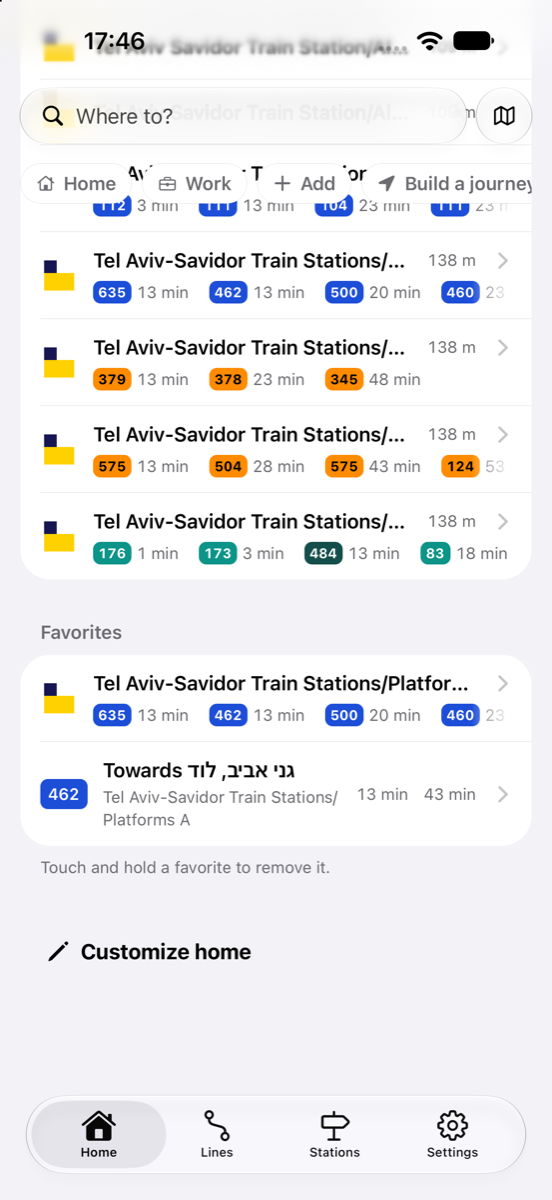 17:46
Tel Aviv Savidor Train Station/Al...
Where to?
Home
Work
Add
Build a journey
112 3 min 111 13 min 104 23 min 111 23
Tel Aviv-Savidor Train Stations/... 138 m
635 13 min 462 13 min 500 20 min 460 23
Tel Aviv-Savidor Train Stations/... 138 m
379 13 min 378 23 min 345 48 min
Tel Aviv-Savidor Train Stations/... 138 m
575 13 min 504 28 min 575 43 min 124 53
Tel Aviv-Savidor Train Stations/... 138 m
176 1 min 173 3 min 484 13 min 83 18 min
Favorites
Tel Aviv-Savidor Train Stations/Platfor...
635 13 min 462 13 min 500 20 min 460 23
Towards גני אביב, לוד
462
Tel Aviv-Savidor Train Stations/
Platforms A
13 min 43 min
Touch and hold a favorite to remove it.
Customize home
Home
Lines
Stations
Settings